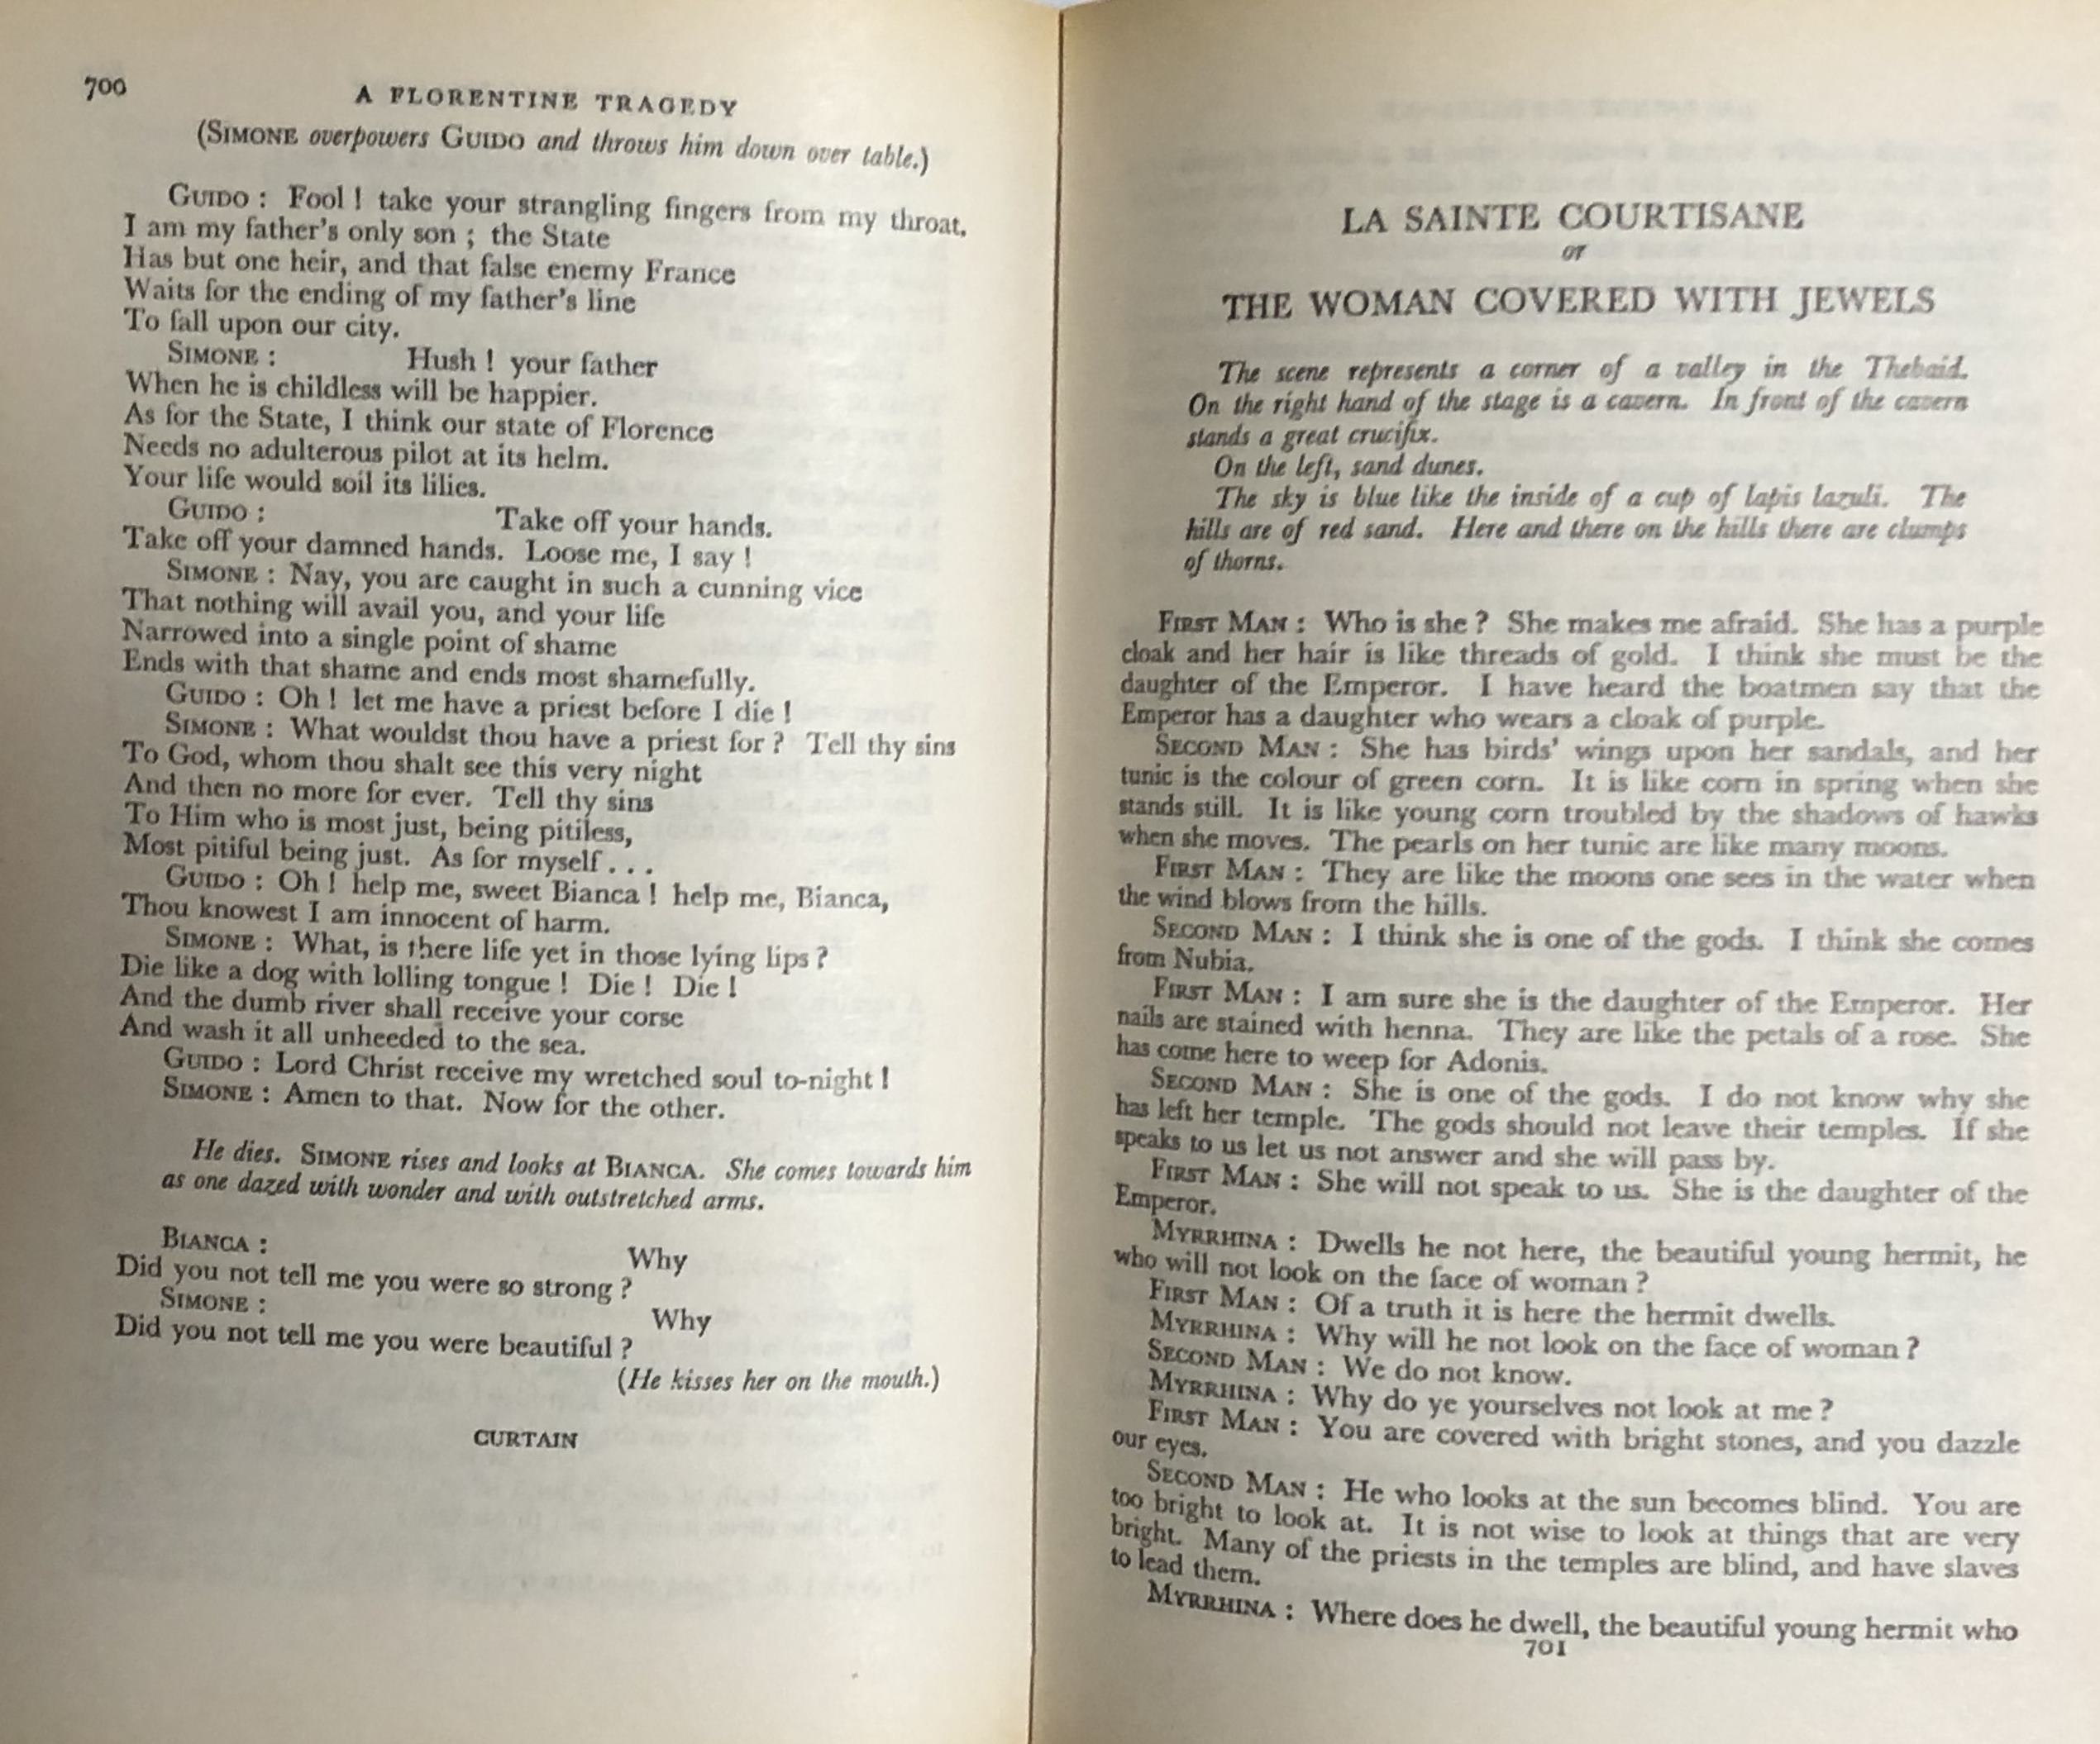 700
A FLORENTINE TRAGEDY
(SIMONE overpowers GUIDO and throws him down over table.)
GUIDO : Fool ! take your strangling fingers from my throat.
I am my father's only son ; the State
Has but one heir, and that false enemy France
Waits for the ending of my father's line
To fall upon our city.
SIMONE : Hush ! your father
When he is childless will be happier.
As for the State, I think our state of Florence
Needs no adulterous pilot at its helm.
Your life would soil its lilies.
GUIDO : Take off your hands.
Take off your damned hands. Loose me, I say !
SIMONE : Nay, you are caught in such a cunning vice
That nothing will avail you, and your life
Narrowed into a single point of shame
Ends with that shame and ends most shamefully.
GUIDO : Oh ! let me have a priest before I die !
SIMONE : What wouldst thou have a priest for ? Tell thy sins
To God, whom thou shalt see this very night
And then no more for ever. Tell thy sins
To Him who is most just, being pitiless,
Most pitiful being just. As for myself . . .
GUIDO : Oh ! help me, sweet Bianca ! help me, Bianca,
Thou knowest I am innocent of harm.
SIMONE : What, is there life yet in those lying lips ?
Die like a dog with lolling tongue ! Die ! Die !
And the dumb river shall receive your corse
And wash it all unheeded to the sea.
GUIDO : Lord Christ receive my wretched soul to-night !
SIMONE : Amen to that. Now for the other.
He dies. SIMONE rises and looks at BIANCA. She comes towards him
as one dazed with wonder and with outstretched arms.
BIANCA : Why
Did you not tell me you were so strong ?
SIMONE : Why
Did you not tell me you were beautiful ?
(He kisses her on the mouth.)
CURTAIN
LA SAINTE COURTISANE
or
THE WOMAN COVERED WITH JEWELS
The scene represents a corner of a valley in the Thebaid.
On the right hand of the stage is a cavern. In front of the cavern
stands a great crucifix.
On the left, sand dunes.
The sky is blue like the inside of a cup of lapis lazuli. The
hills are of red sand. Here and there on the hills there are clumps
of thorns.
FIRST MAN : Who is she ? She makes me afraid. She has a purple
cloak and her hair is like threads of gold. I think she must be the
daughter of the Emperor. I have heard the boatmen say that the
Emperor has a daughter who wears a cloak of purple.
SECOND MAN : She has birds' wings upon her sandals, and her
tunic is the colour of green corn. It is like corn in spring when she
stands still. It is like young corn troubled by the shadows of hawks
when she moves. The pearls on her tunic are like many moons.
FIRST MAN : They are like the moons one sees in the water when
the wind blows from the hills.
SECOND MAN : I think she is one of the gods. I think she comes
from Nubia.
FIRST MAN : I am sure she is the daughter of the Emperor. Her
nails are stained with henna. They are like the petals of a rose. She
has come here to weep for Adonis.
SECOND MAN : She is one of the gods. I do not know why she
has left her temple. The gods should not leave their temples. If she
speaks to us let us not answer and she will pass by.
FIRST MAN : She will not speak to us. She is the daughter of the
Emperor.
MYRRHINA : Dwells he not here, the beautiful young hermit, he
who will not look on the face of woman ?
FIRST MAN : Of a truth it is here the hermit dwells.
MYRRHINA : Why will he not look on the face of woman ?
SECOND MAN : We do not know.
MYRRHINA : Why do ye yourselves not look at me ?
FIRST MAN : You are covered with bright stones, and you dazzle
our eyes.
SECOND MAN : He who looks at the sun becomes blind. You are
too bright to look at. It is not wise to look at things that are very
bright. Many of the priests in the temples are blind, and have slaves
to lead them.
MYRRHINA : Where does he dwell, the beautiful young hermit who
701